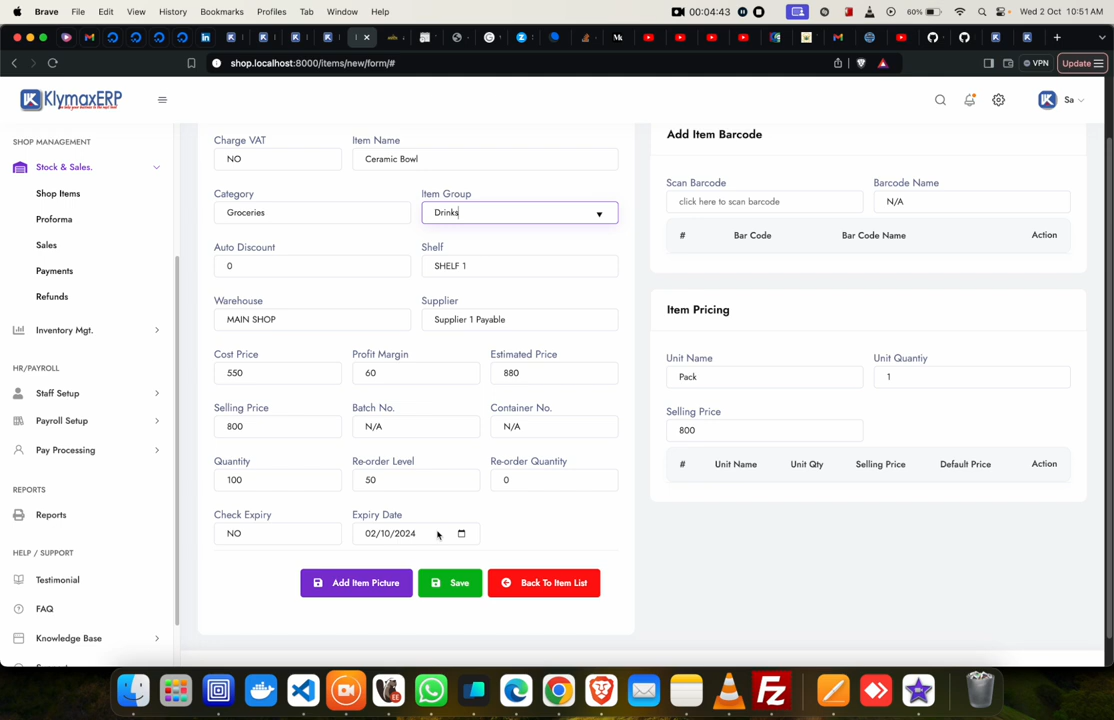 Brave File Edit View History Bookmarks Profiles Tab Window Help
00:04:43
60%
Wed 2 Oct 10:51 AM
shop.localhost:8000/items/new/form/#
VPN
Update
KlymaxERP
Sa
SHOP MANAGEMENT
Stock & Sales.
Shop Items
Proforma
Sales
Payments
Refunds
Inventory Mgt.
HR/PAYROLL
Staff Setup
Payroll Setup
Pay Processing
REPORTS
Reports
HELP / SUPPORT
Testimonial
FAQ
Knowledge Base
Charge VAT
Item Name
NO
Ceramic Bowl
Category
Item Group
Groceries
Drinks
Auto Discount
Shelf
0
SHELF 1
Warehouse
Supplier
MAIN SHOP
Supplier 1 Payable
Cost Price
Profit Margin
Estimated Price
550
60
880
Selling Price
Batch No.
Container No.
800
N/A
N/A
Quantity
Re-order Level
Re-order Quantity
100
50
0
Check Expiry
Expiry Date
NO
02/10/2024
Add Item Picture
Save
Back To Item List
Add Item Barcode
Scan Barcode
Barcode Name
click here to scan barcode
N/A
# Bar Code Bar Code Name Action
Item Pricing
Unit Name
Unit Quantiy
Pack
1
Selling Price
800
# Unit Name Unit Qty Selling Price Default Price Action